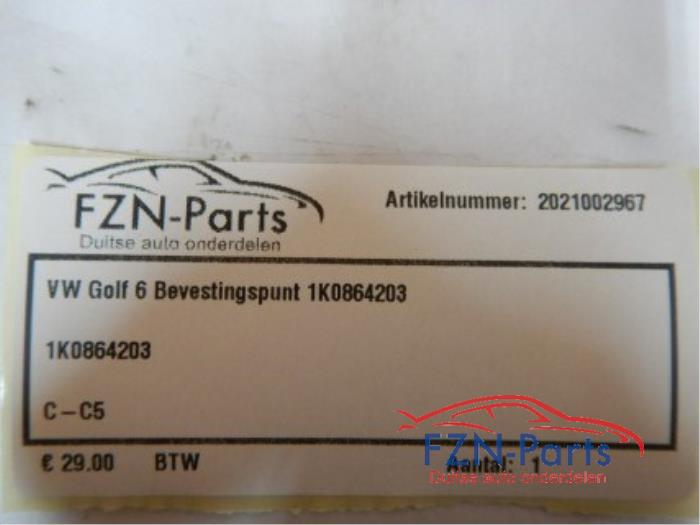 FZN-Parts
Duitse auto onderdelen
Artikelnummer: 2021002967
VW Golf 6 Bevestingspunt 1K0864203
1K0864203
C-C5
€ 29.00 BTW Aantal: 1
FZN-Parts
Duitse auto onderdelen